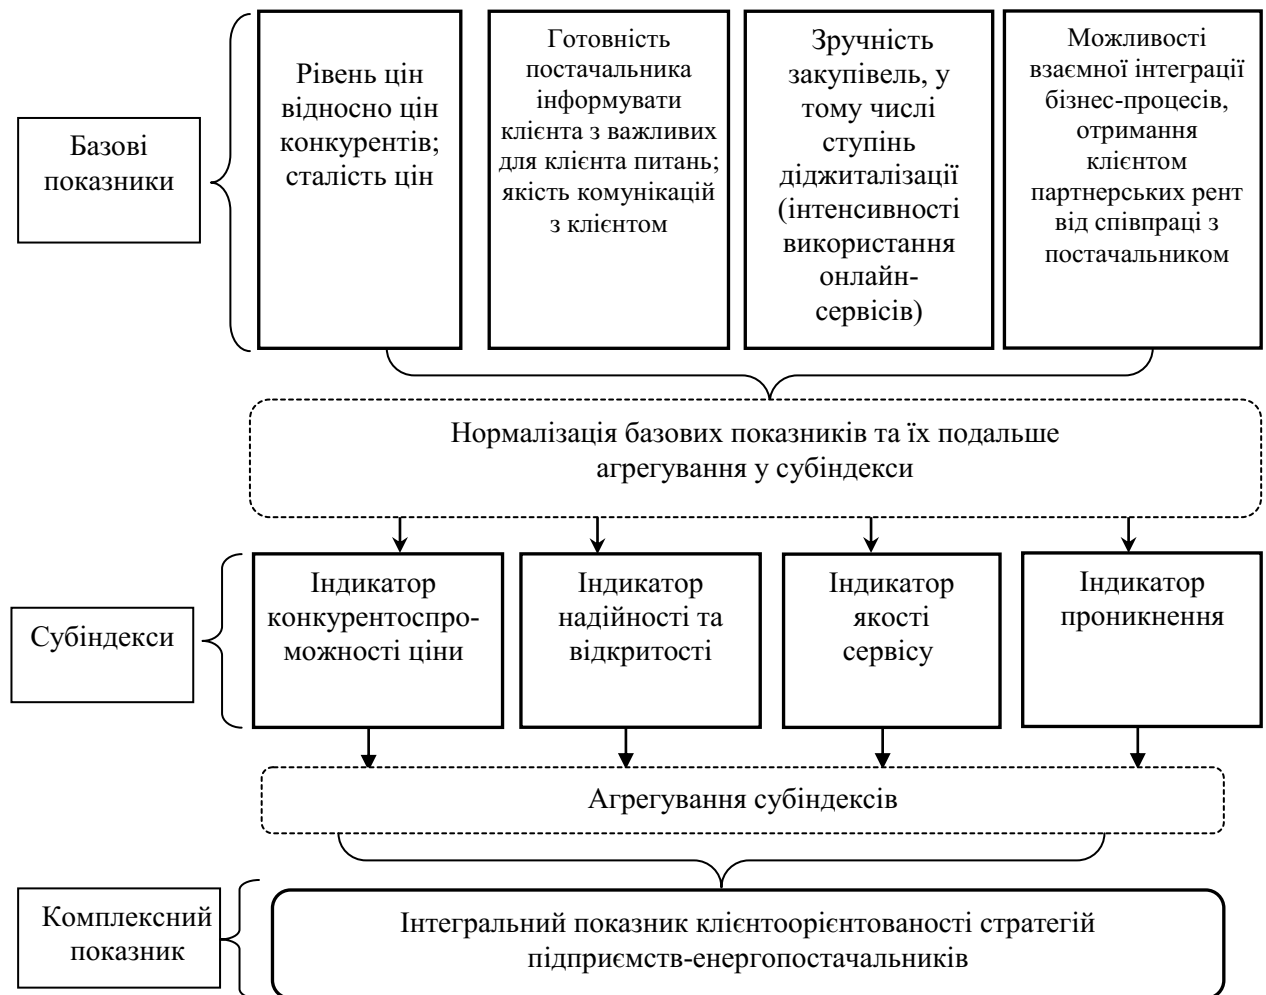 Базові
показники
Рівень цін
відносно цін
конкурентів;
сталість цін
Готовність
постачальника
інформувати
клієнта з важливих
для клієнта питань;
якість комунікацій
з клієнтом
Зручність
закупівель, у
тому числі
ступінь
діджиталізації
(інтенсивності
використання
онлайн-
сервісів)
Можливості
взаємної інтеграції
бізнес-процесів,
отримання
клієнтом
партнерських рент
від співпраці з
постачальником
Нормалізація базових показників та їх подальше
агрегування у субіндекси
Субіндекси
Індикатор
конкурентоспро-
можності ціни
Індикатор
надійності та
відкритості
Індикатор
якості
сервісу
Індикатор
проникнення
Агрегування субіндексів
Комплексний
показник
Інтегральний показник клієнтоорієнтованості стратегій
підприємств-енергопостачальників